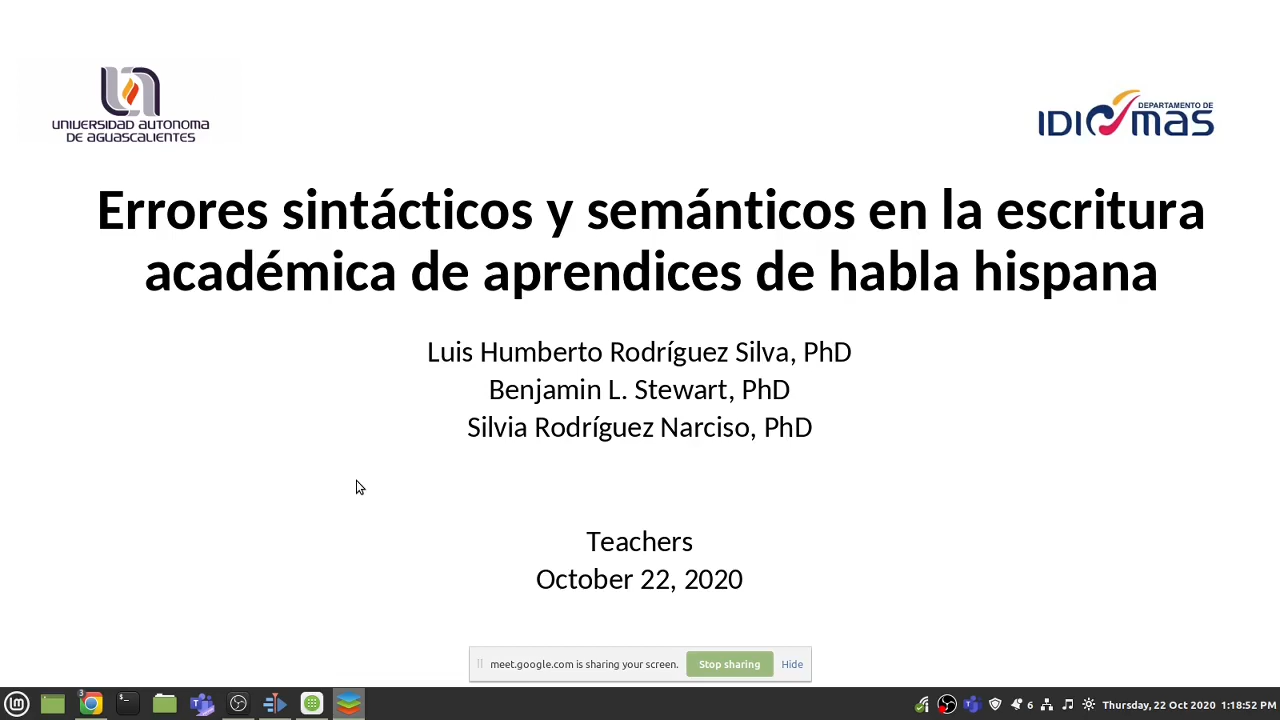 UNIVERSIDAD AUTONOMA
DE AGUASCALIENTES
DEPARTAMENTO DE
IDIOMAS
Errores sintácticos y semánticos en la escritura
académica de aprendices de habla hispana
Luis Humberto Rodríguez Silva, PhD
Benjamin L. Stewart, PhD
Silvia Rodríguez Narciso, PhD
Teachers
October 22, 2020
meet.google.com is sharing your screen. Stop sharing Hide
3
6 Thursday, 22 Oct 2020 1:18:52 PM